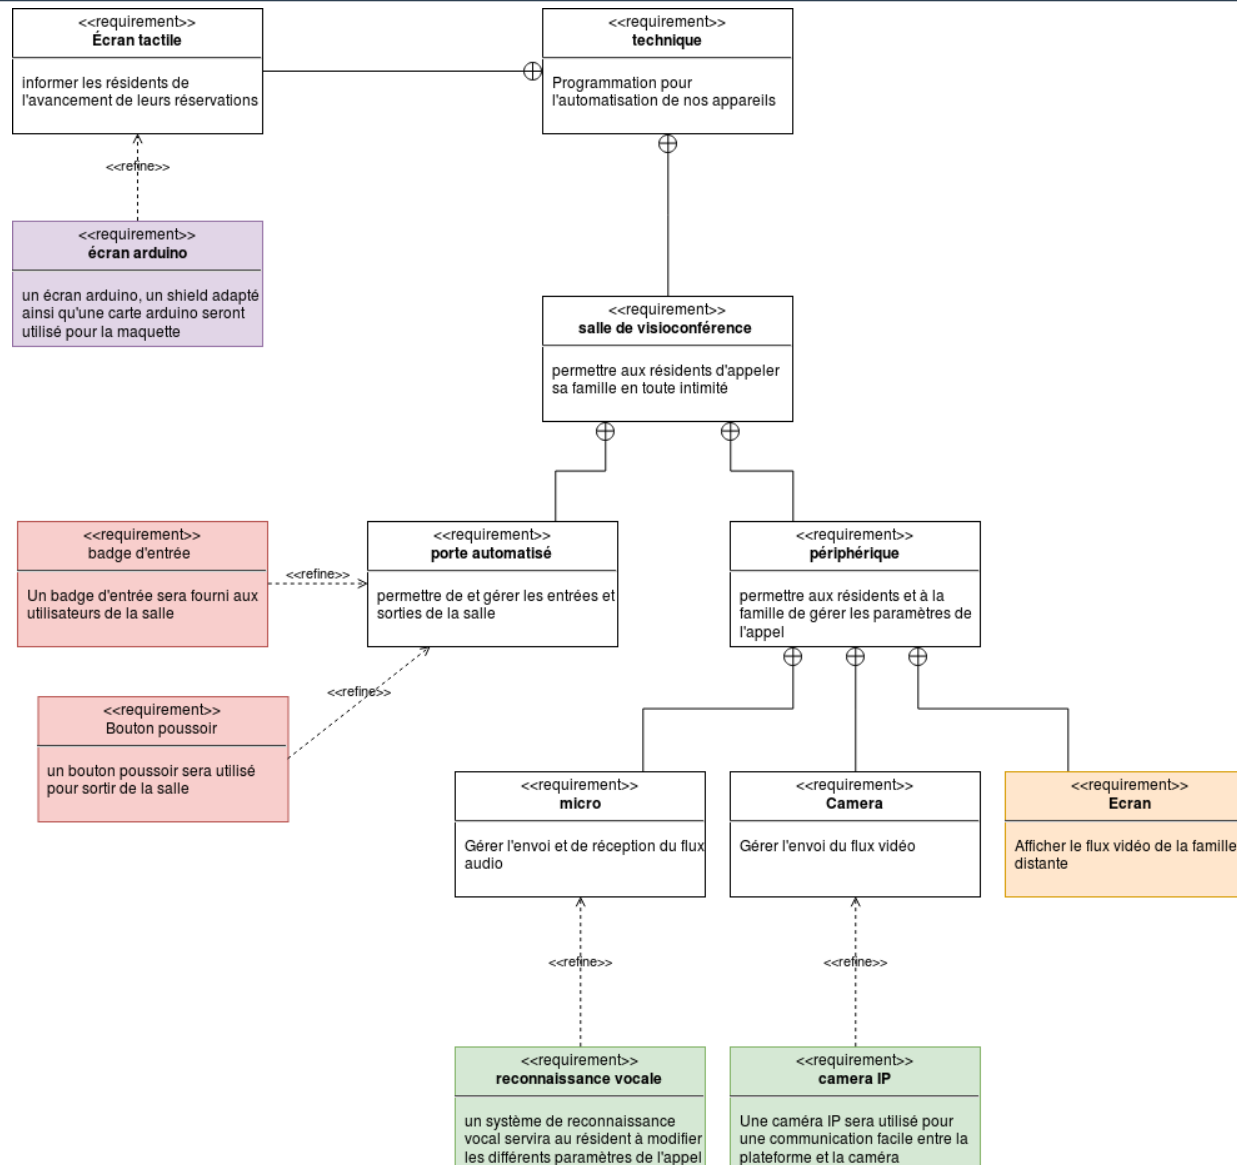 <<requirement>>
Écran tactile
informer les résidents de
l'avancement de leurs réservations
<<requirement>>
technique
Programmation pour
l'automatisation de nos appareils
<<refine>>
<<requirement>>
écran arduino
un écran arduino, un shield adapté
ainsi qu'une carte arduino seront
utilisé pour la maquette
<<requirement>>
salle de visioconférence
permettre aux résidents d'appeler
sa famille en toute intimité
<<requirement>>
badge d'entrée
Un badge d'entrée sera fourni aux
utilisateurs de la salle
<<refine>>
<<requirement>>
porte automatisé
permettre de et gérer les entrées et
sorties de la salle
<<requirement>>
périphérique
permettre aux résidents et à la
famille de gérer les paramètres de
l'appel
<<refine>>
<<requirement>>
Bouton poussoir
un bouton poussoir sera utilisé
pour sortir de la salle
<<requirement>>
micro
Gérer l'envoi et de réception du flux
audio
<<requirement>>
Camera
Gérer l'envoi du flux vidéo
<<requirement>>
Ecran
Afficher le flux vidéo de la famille
distante
<<refine>>
<<refine>>
<<requirement>>
reconnaissance vocale
un système de reconnaissance
vocal servira au résident à modifier
les différents paramètres de l'appel
<<requirement>>
camera IP
Une caméra IP sera utilisé pour
une communication facile entre la
plateforme et la caméra